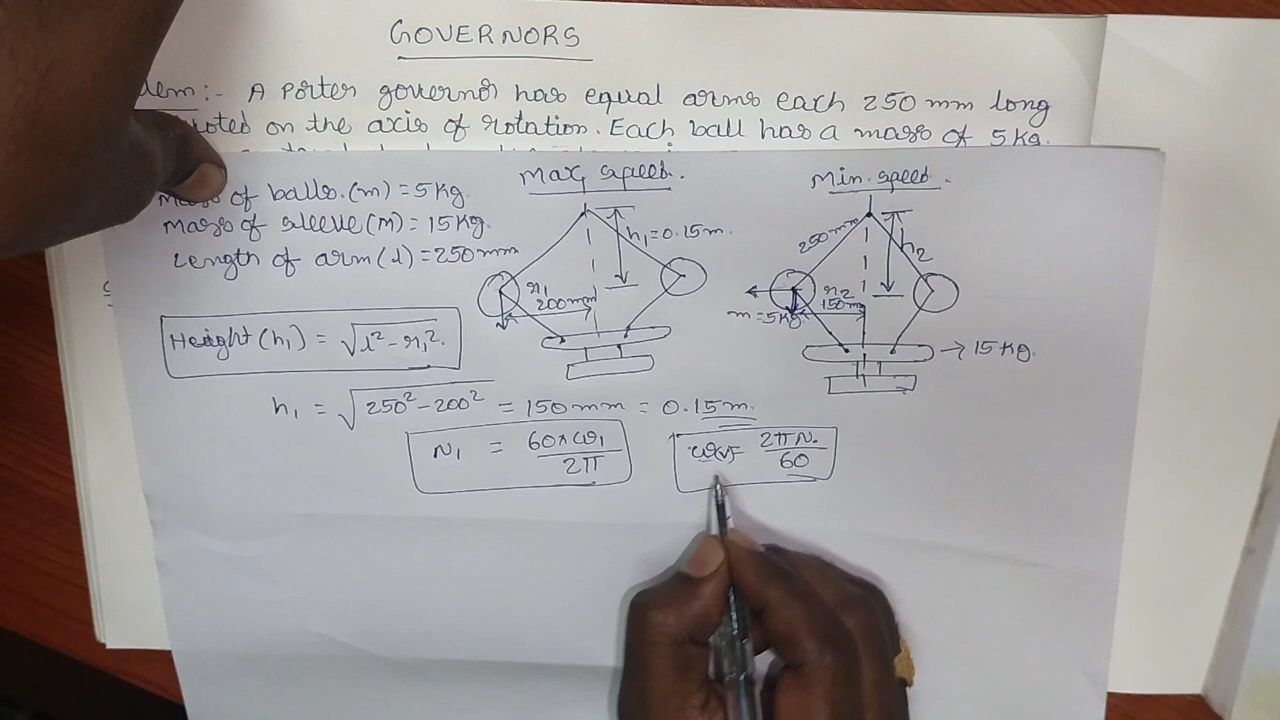 GOVERNORS
A Porter governor has equal arms each 250 mm long
on the axis of rotation. Each ball has a mass of 5 Kg.
of balls.(m) = 5 Kg.
mass of sleeve(M) = 15 Kg.
Length of arm (l) = 250 mm
Max. speed.
h₁ = 0.15 m.
r₁
200 mm
Min. speed.
250 mm
h₂
r₂
150 m
m = 5 Kg
15 Kg.
Height (h₁) = √l² - r₁².
h₁ = √250² - 200² = 150 mm = 0.15 m.
N₁ = 60 × ω₁ / 2π
= 2πN. / 60